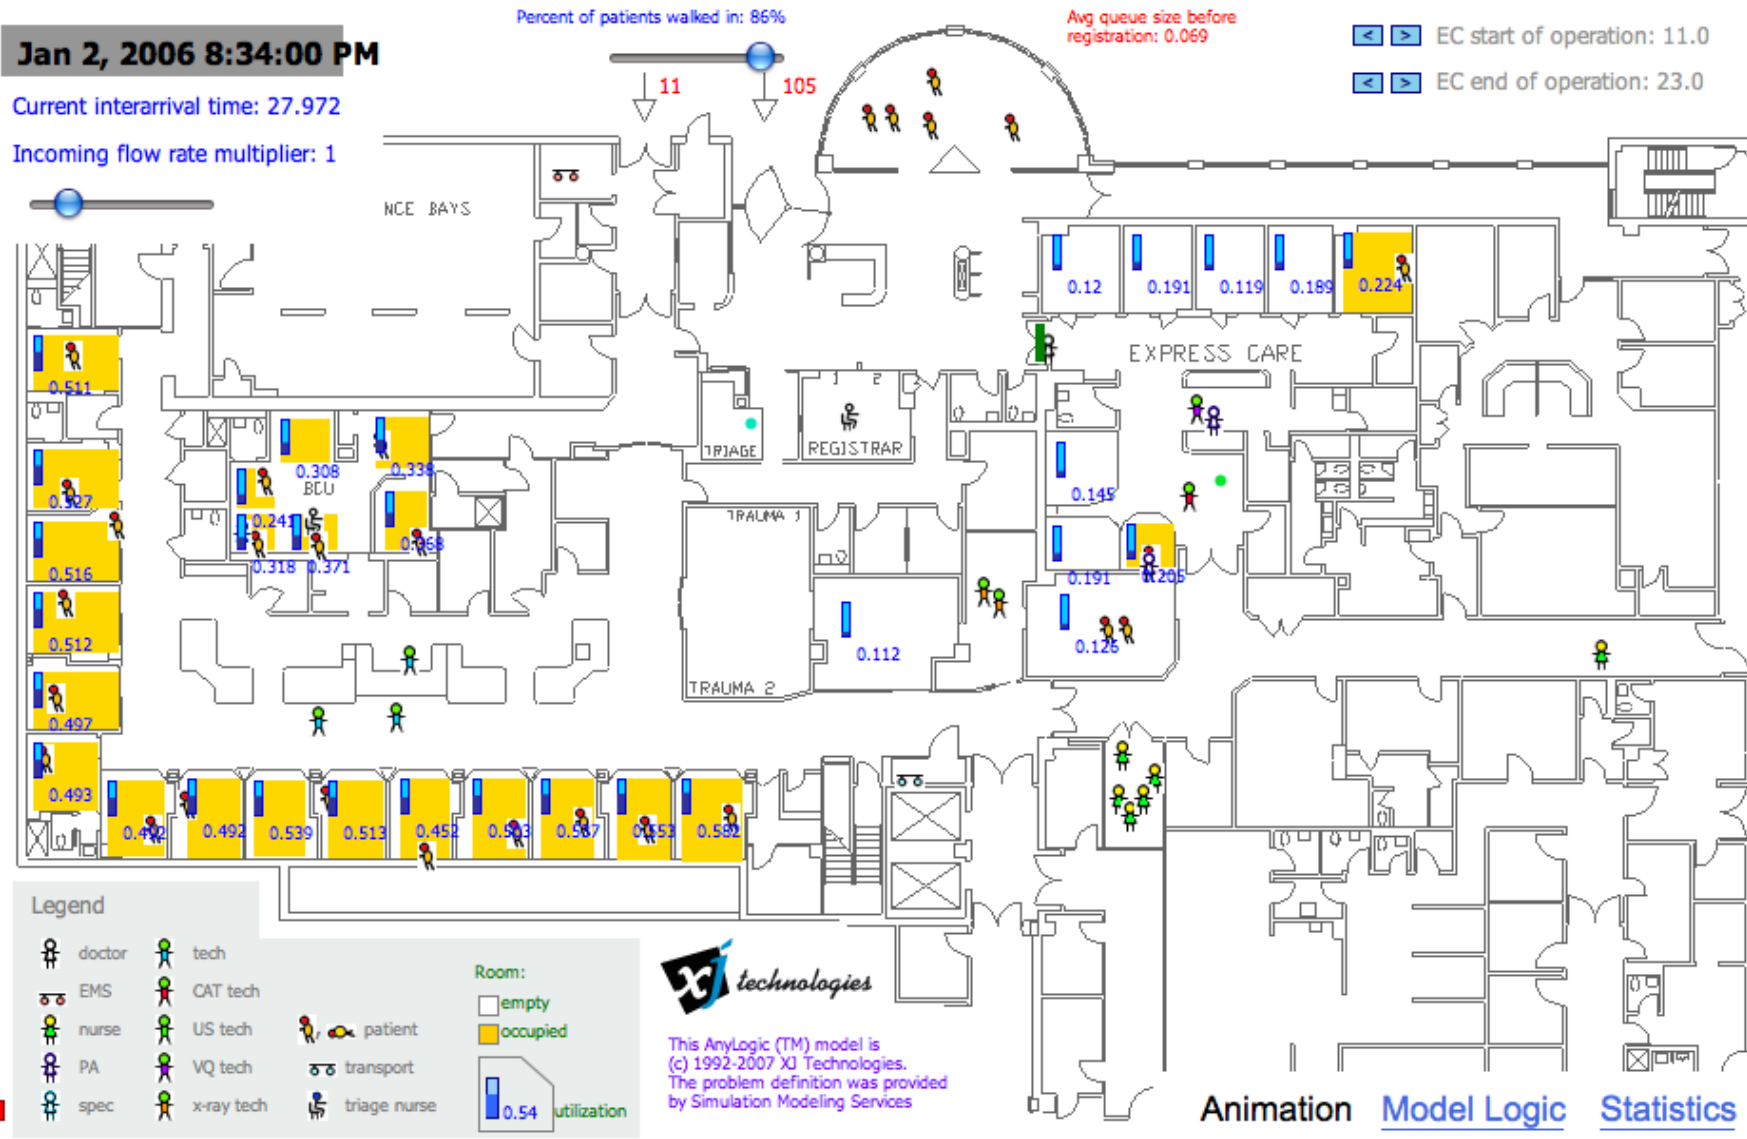 Jan 2, 2006 8:34:00 PM
Percent of patients walked in: 86%
Avg queue size before
registration: 0.069
< > EC start of operation: 11.0
< > EC end of operation: 23.0
11
105
Current interarrival time: 27.972
Incoming flow rate multiplier: 1
NCE BAYS
0.12
0.191
0.119
0.189
0.224
EXPRESS CARE
0.511
1 2
TRIAGE
REGISTRAR
0.308
0.338
BCU
0.527
0.241
0.145
TRAUMA 1
0.516
0.318
0.371
0.191
0.205
0.512
0.112
0.126
TRAUMA 2
0.497
0.493
0.492
0.539
0.513
0.452
0.553
0.582
Legend
doctor
tech
EMS
CAT tech
nurse
US tech
, patient
PA
VQ tech
transport
spec
x-ray tech
triage nurse
Room:
empty
occupied
0.54 utilization
xj technologies
This AnyLogic (TM) model is
(c) 1992-2007 XJ Technologies.
The problem definition was provided
by Simulation Modeling Services
Animation Model Logic Statistics